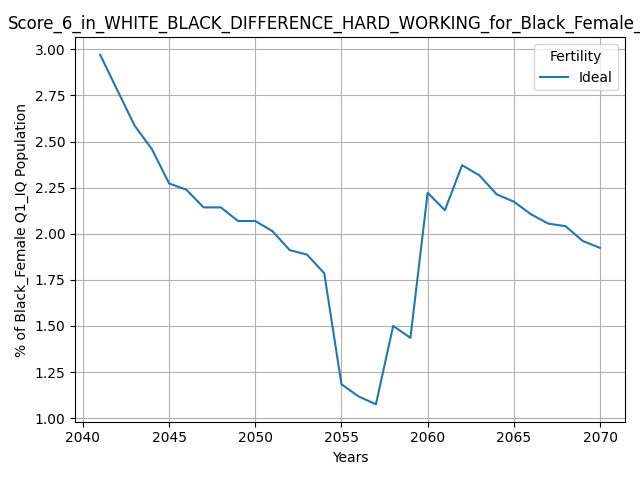 Score_6_in_WHITE_BLACK_DIFFERENCE_HARD_WORKING_for_Black_Female_
Fertility
Ideal
% of Black_Female Q1_IQ Population
3.00
2.75
2.50
2.25
2.00
1.75
1.50
1.25
1.00
2040 2045 2050 2055 2060 2065 2070
Years